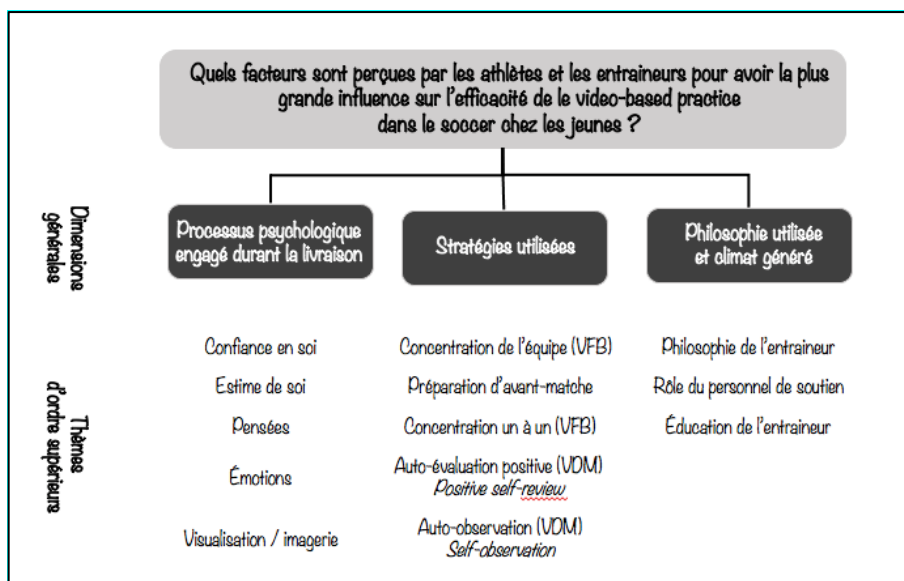 Quels facteurs sont perçues par les athlètes et les entraineurs pour avoir la plus
grande influence sur l'efficacité de le video-based practice
dans le soccer chez les jeunes ?
Dimensions
générales
Processus psychologique
engagé durant la livraison
Stratégies utilisées
Philosophie utilisée
et climat généré
Thèmes
d'ordre supérieurs
Confiance en soi
Estime de soi
Pensées
Émotions
Visualisation / imagerie
Concentration de l'équipe (VFB)
Préparation d'avant-matche
Concentration un à un (VFB)
Auto-évaluation positive (VDM)
Positive self-review
Auto-observation (VDM)
Self-observation
Philosophie de l'entraineur
Rôle du personnel de soutien
Éducation de l'entraineur